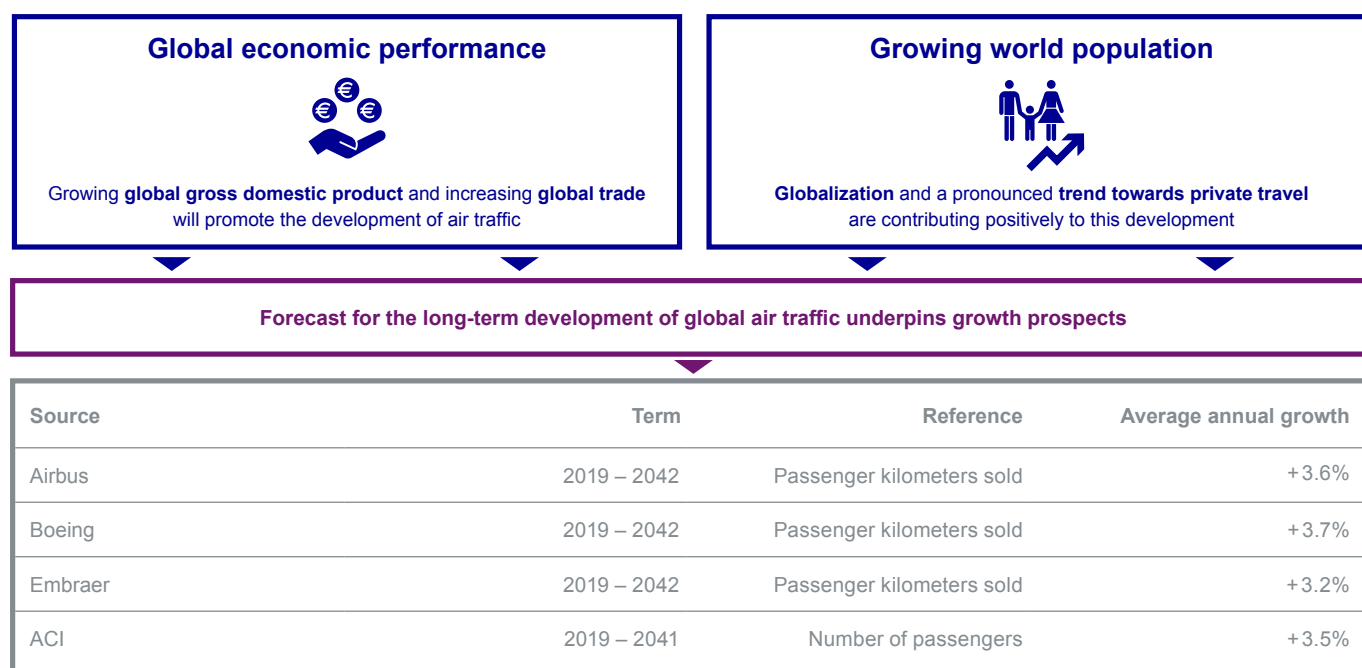 Global economic performance
€ € €
Growing global gross domestic product and increasing global trade
will promote the development of air traffic
Growing world population
Globalization and a pronounced trend towards private travel
are contributing positively to this development
Forecast for the long-term development of global air traffic underpins growth prospects
Source Term Reference Average annual growth
Airbus 2019 – 2042 Passenger kilometers sold +3.6%
Boeing 2019 – 2042 Passenger kilometers sold +3.7%
Embraer 2019 – 2042 Passenger kilometers sold +3.2%
ACI 2019 – 2041 Number of passengers +3.5%